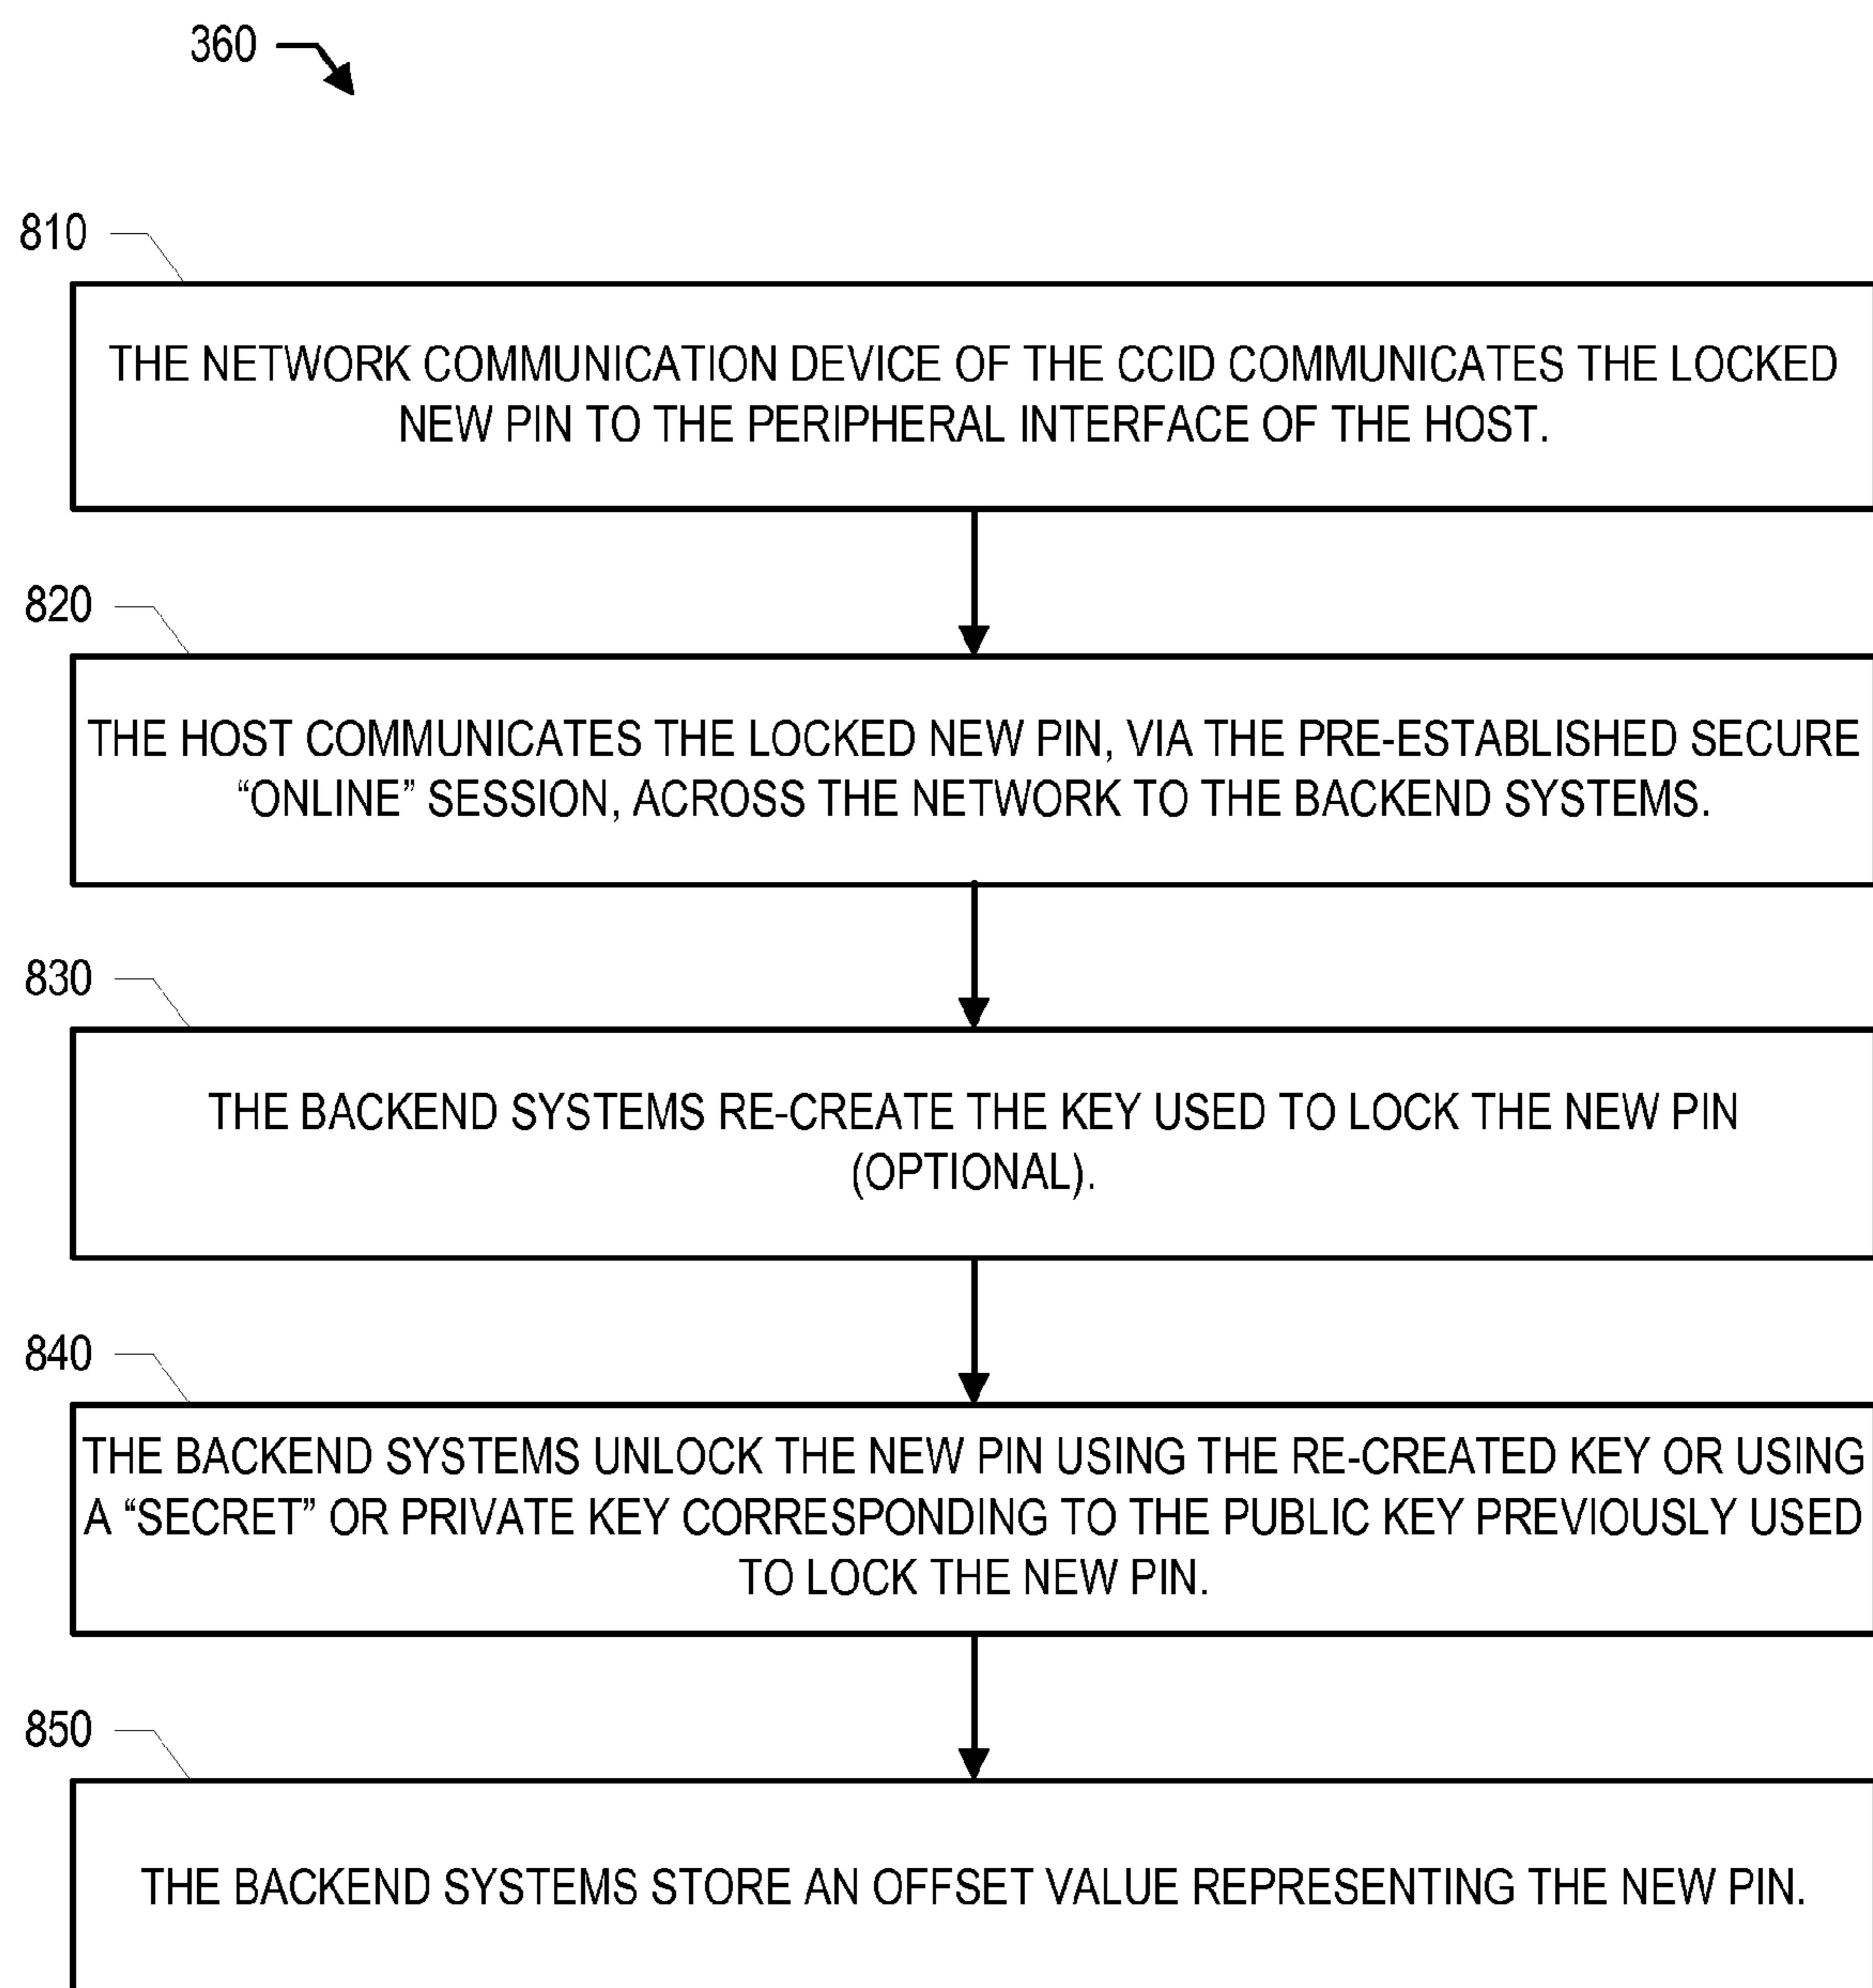 360
810
THE NETWORK COMMUNICATION DEVICE OF THE CCID COMMUNICATES THE LOCKED
NEW PIN TO THE PERIPHERAL INTERFACE OF THE HOST.
820
THE HOST COMMUNICATES THE LOCKED NEW PIN, VIA THE PRE-ESTABLISHED SECURE
“ONLINE” SESSION, ACROSS THE NETWORK TO THE BACKEND SYSTEMS.
830
THE BACKEND SYSTEMS RE-CREATE THE KEY USED TO LOCK THE NEW PIN
(OPTIONAL).
840
THE BACKEND SYSTEMS UNLOCK THE NEW PIN USING THE RE-CREATED KEY OR USING
A “SECRET” OR PRIVATE KEY CORRESPONDING TO THE PUBLIC KEY PREVIOUSLY USED
TO LOCK THE NEW PIN.
850
THE BACKEND SYSTEMS STORE AN OFFSET VALUE REPRESENTING THE NEW PIN.